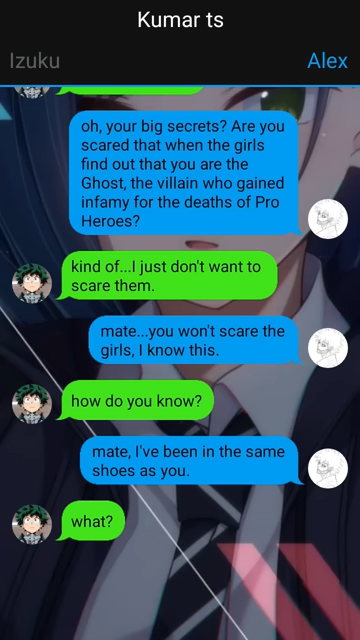 Kumar ts
Izuku
Alex
oh, your big secrets? Are you
scared that when the girls
find out that you are the
Ghost, the villain who gained
infamy for the deaths of Pro
Heroes?
kind of...I just don't want to
scare them.
mate...you won't scare the
girls, I know this.
how do you know?
mate, I've been in the same
shoes as you.
what?